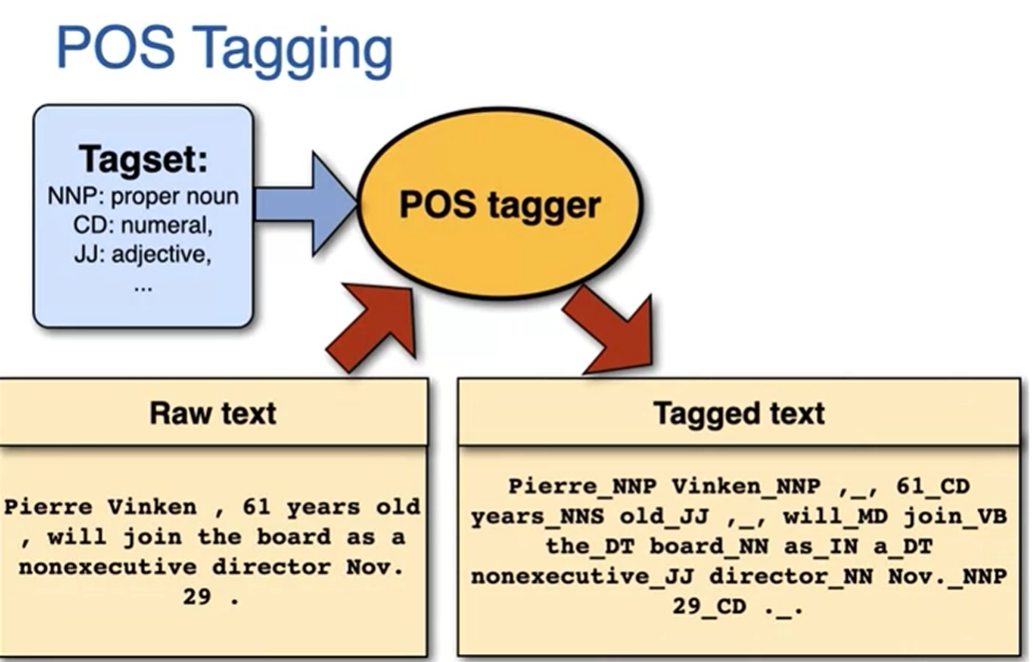 POS Tagging
Tagset:
NNP: proper noun
CD: numeral,
JJ: adjective,
...
POS tagger
Raw text
Pierre Vinken , 61 years old
, will join the board as a
nonexecutive director Nov.
29 .
Tagged text
Pierre_NNP Vinken_NNP ,_, 61_CD
years_NNS old_JJ ,_, will_MD join_VB
the_DT board_NN as_IN a_DT
nonexecutive_JJ director_NN Nov._NNP
29_CD ._.